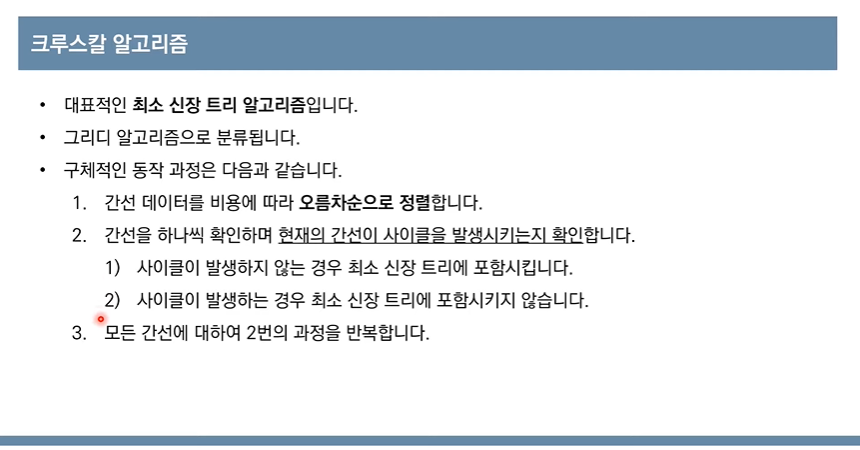 크루스칼 알고리즘
• 대표적인 최소 신장 트리 알고리즘입니다.
• 그리디 알고리즘으로 분류됩니다.
• 구체적인 동작 과정은 다음과 같습니다.
1. 간선 데이터를 비용에 따라 오름차순으로 정렬합니다.
2. 간선을 하나씩 확인하며 현재의 간선이 사이클을 발생시키는지 확인합니다.
1) 사이클이 발생하지 않는 경우 최소 신장 트리에 포함시킵니다.
2) 사이클이 발생하는 경우 최소 신장 트리에 포함시키지 않습니다.
3. 모든 간선에 대하여 2번의 과정을 반복합니다.